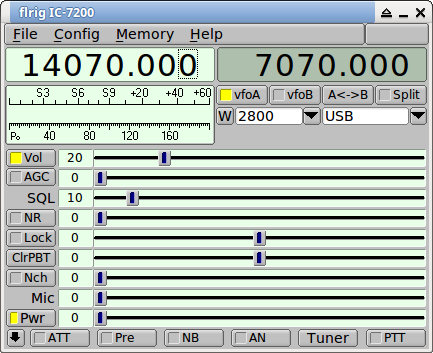 flrig IC-7200
File Config Memory Help
14070.000 7070.000
S3 S6 S9 +20 +40 +60
Po 40 80 120 160
vfoA vfoB A<->B Split
W 2800 USB
Vol 20
AGC 0
SQL 10
NR 0
Lock 0
ClrPBT 0
Nch 0
Mic 0
Pwr 0
ATT Pre NB AN Tuner PTT